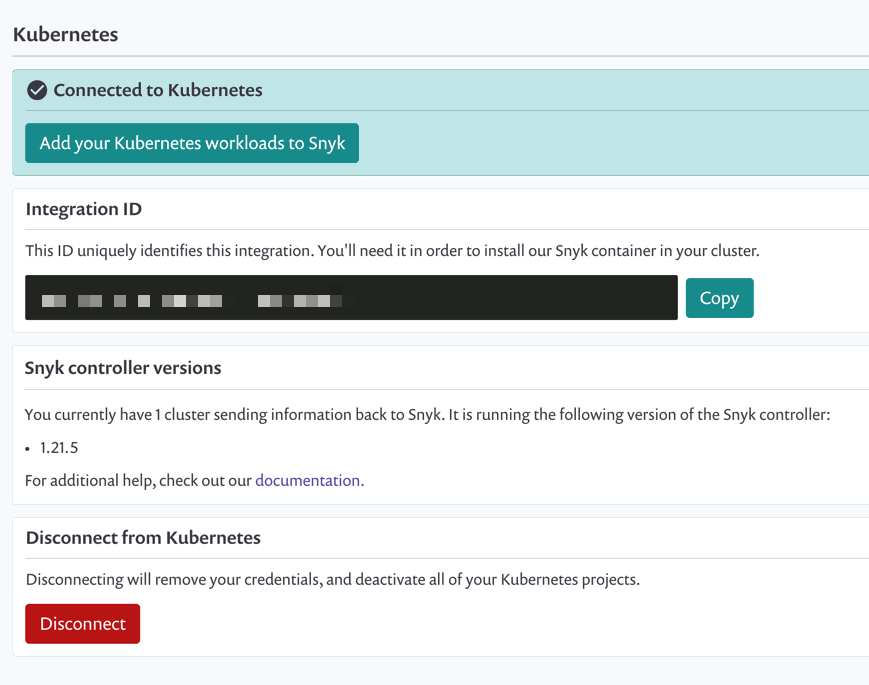 Kubernetes
Connected to Kubernetes
Add your Kubernetes workloads to Snyk
Integration ID
This ID uniquely identifies this integration. You'll need it in order to install our Snyk container in your cluster.
Copy
Snyk controller versions
You currently have 1 cluster sending information back to Snyk. It is running the following version of the Snyk controller:
• 1.21.5
For additional help, check out our documentation.
Disconnect from Kubernetes
Disconnecting will remove your credentials, and deactivate all of your Kubernetes projects.
Disconnect